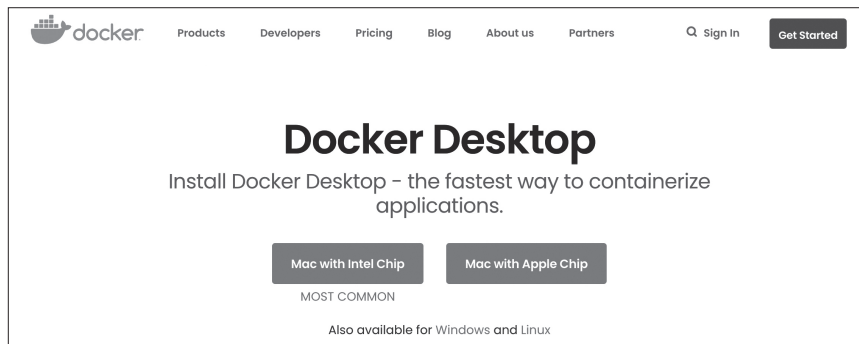 docker Products Developers Pricing Blog About us Partners Sign In Get Started
Docker Desktop
Install Docker Desktop - the fastest way to containerize
applications.
Mac with Intel Chip Mac with Apple Chip
MOST COMMON
Also available for Windows and Linux